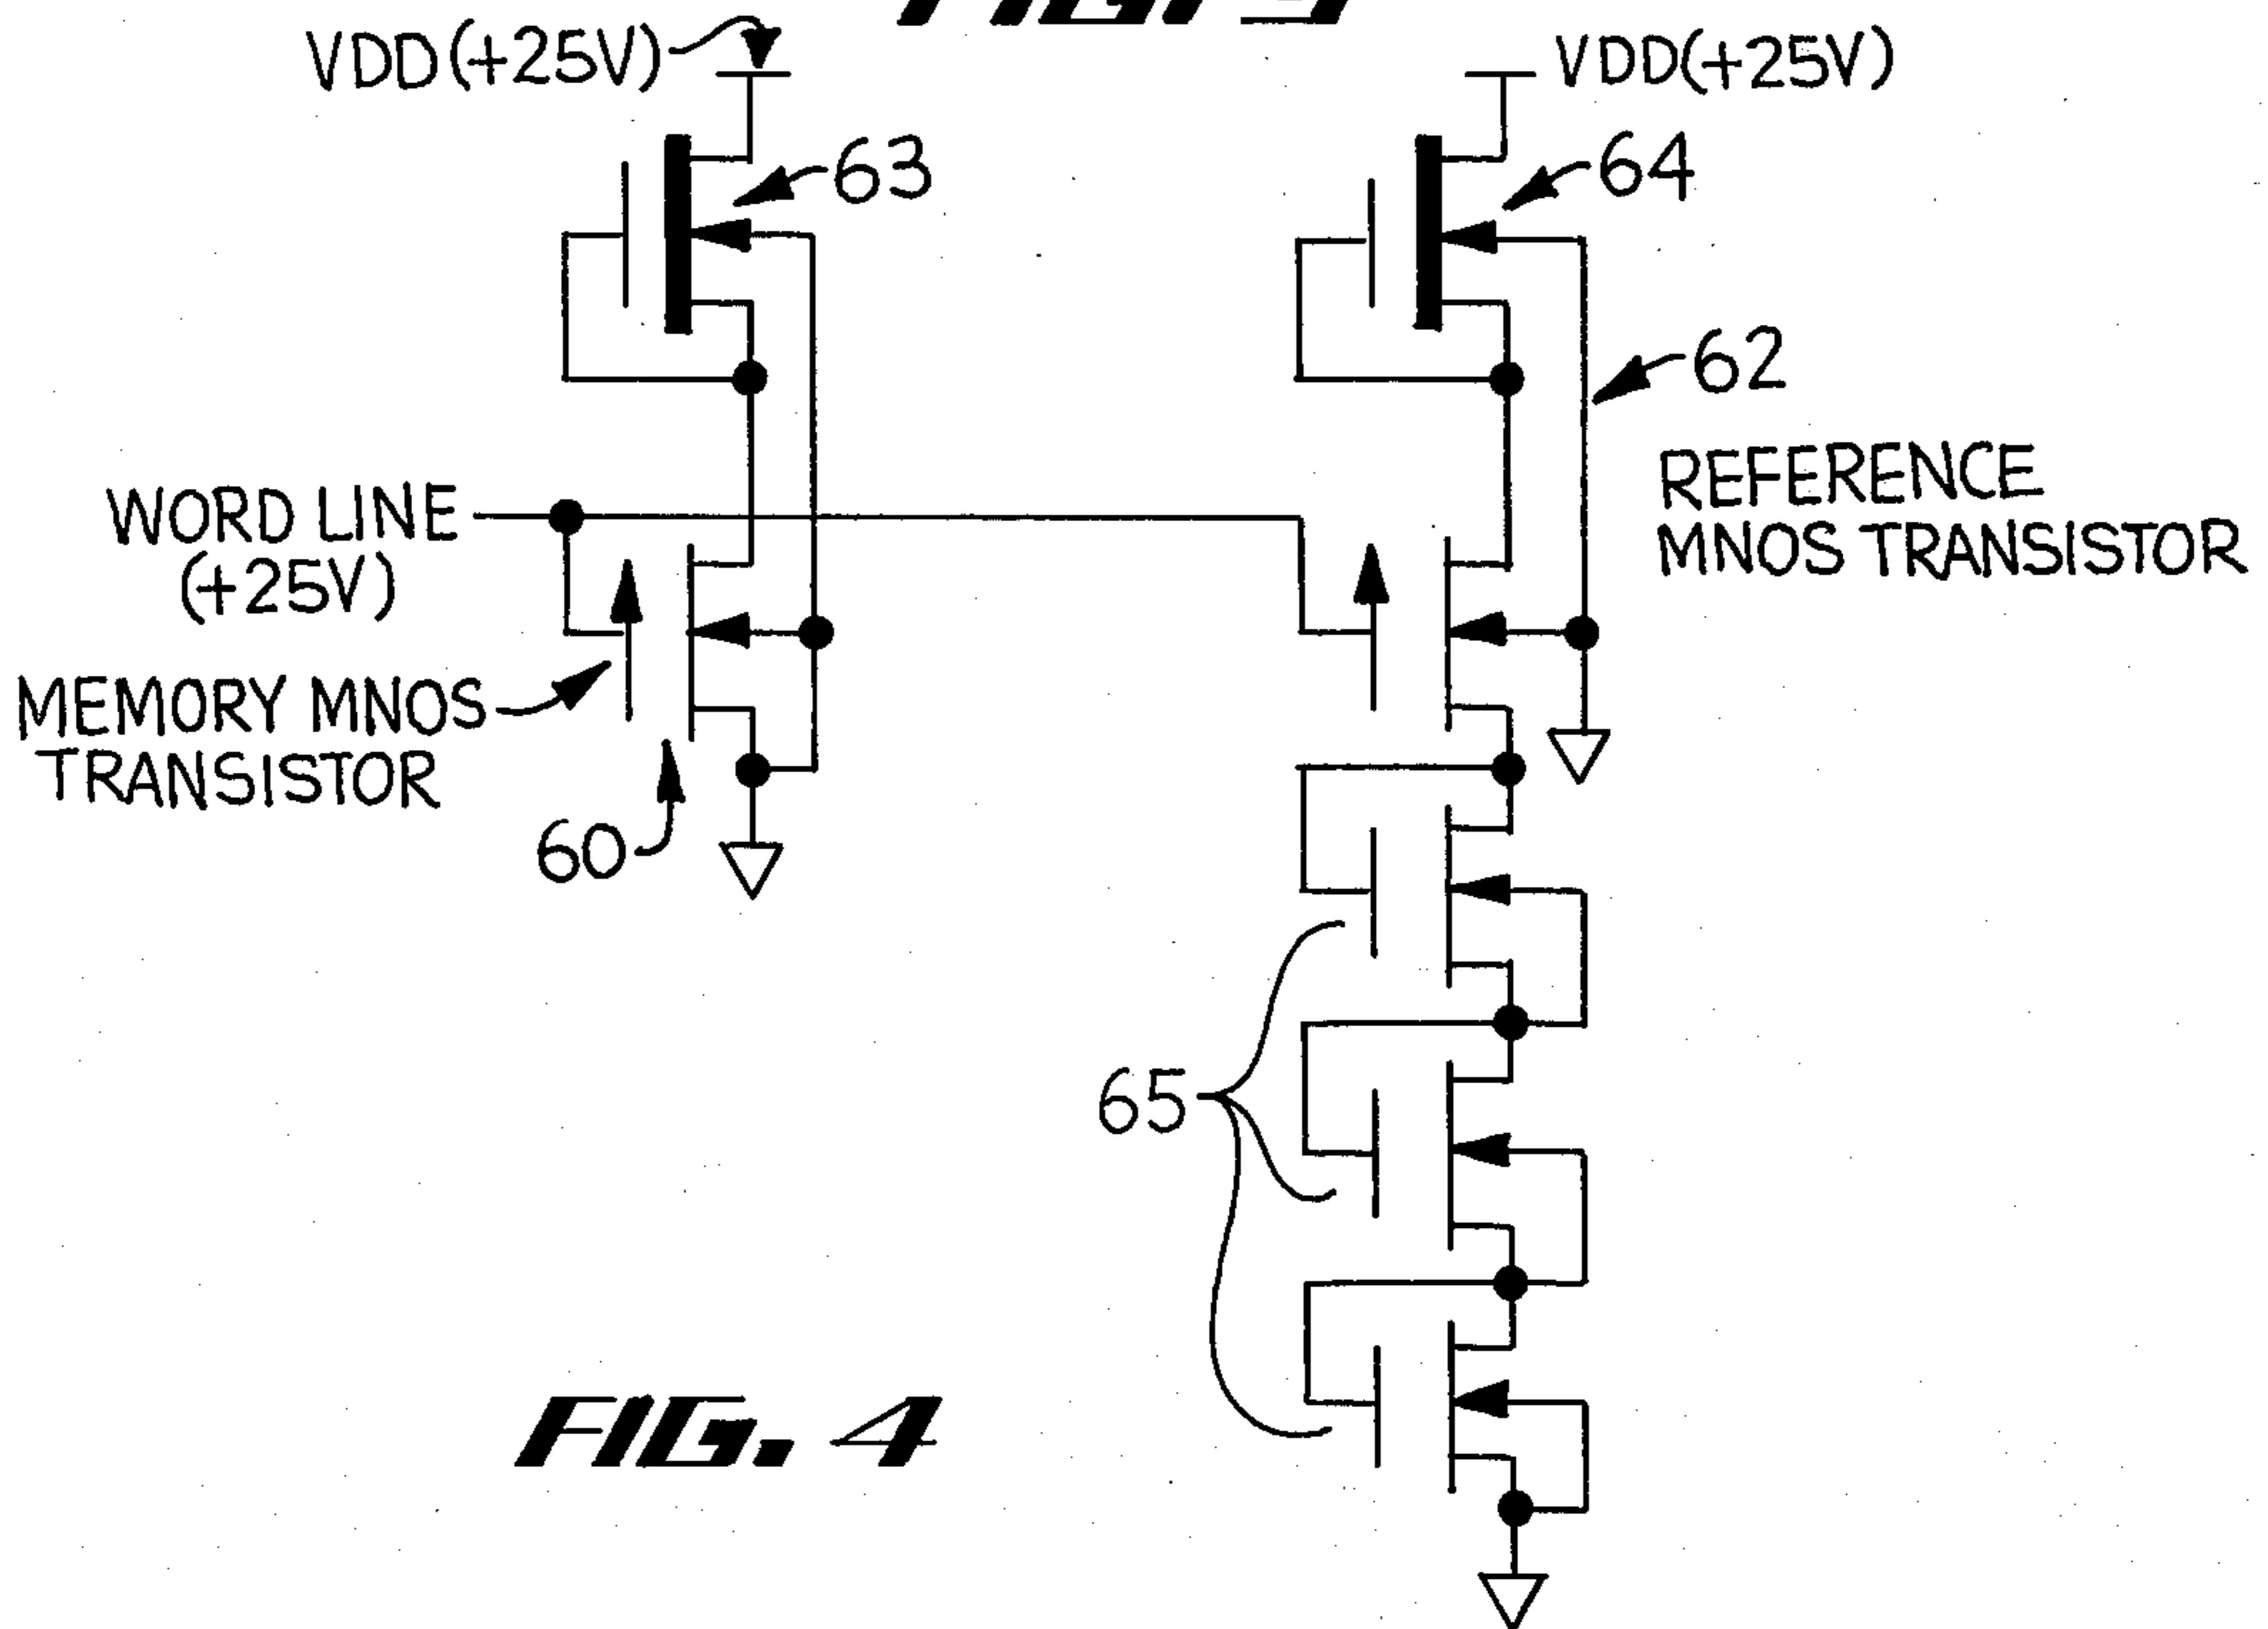 VDD (+25V)
VDD(+25V)
63
64
62
REFERENCE
MNOS TRANSISTOR
WORD LINE
(+25V)
MEMORY MNOS
TRANSISTOR
60
65
FIG. 4